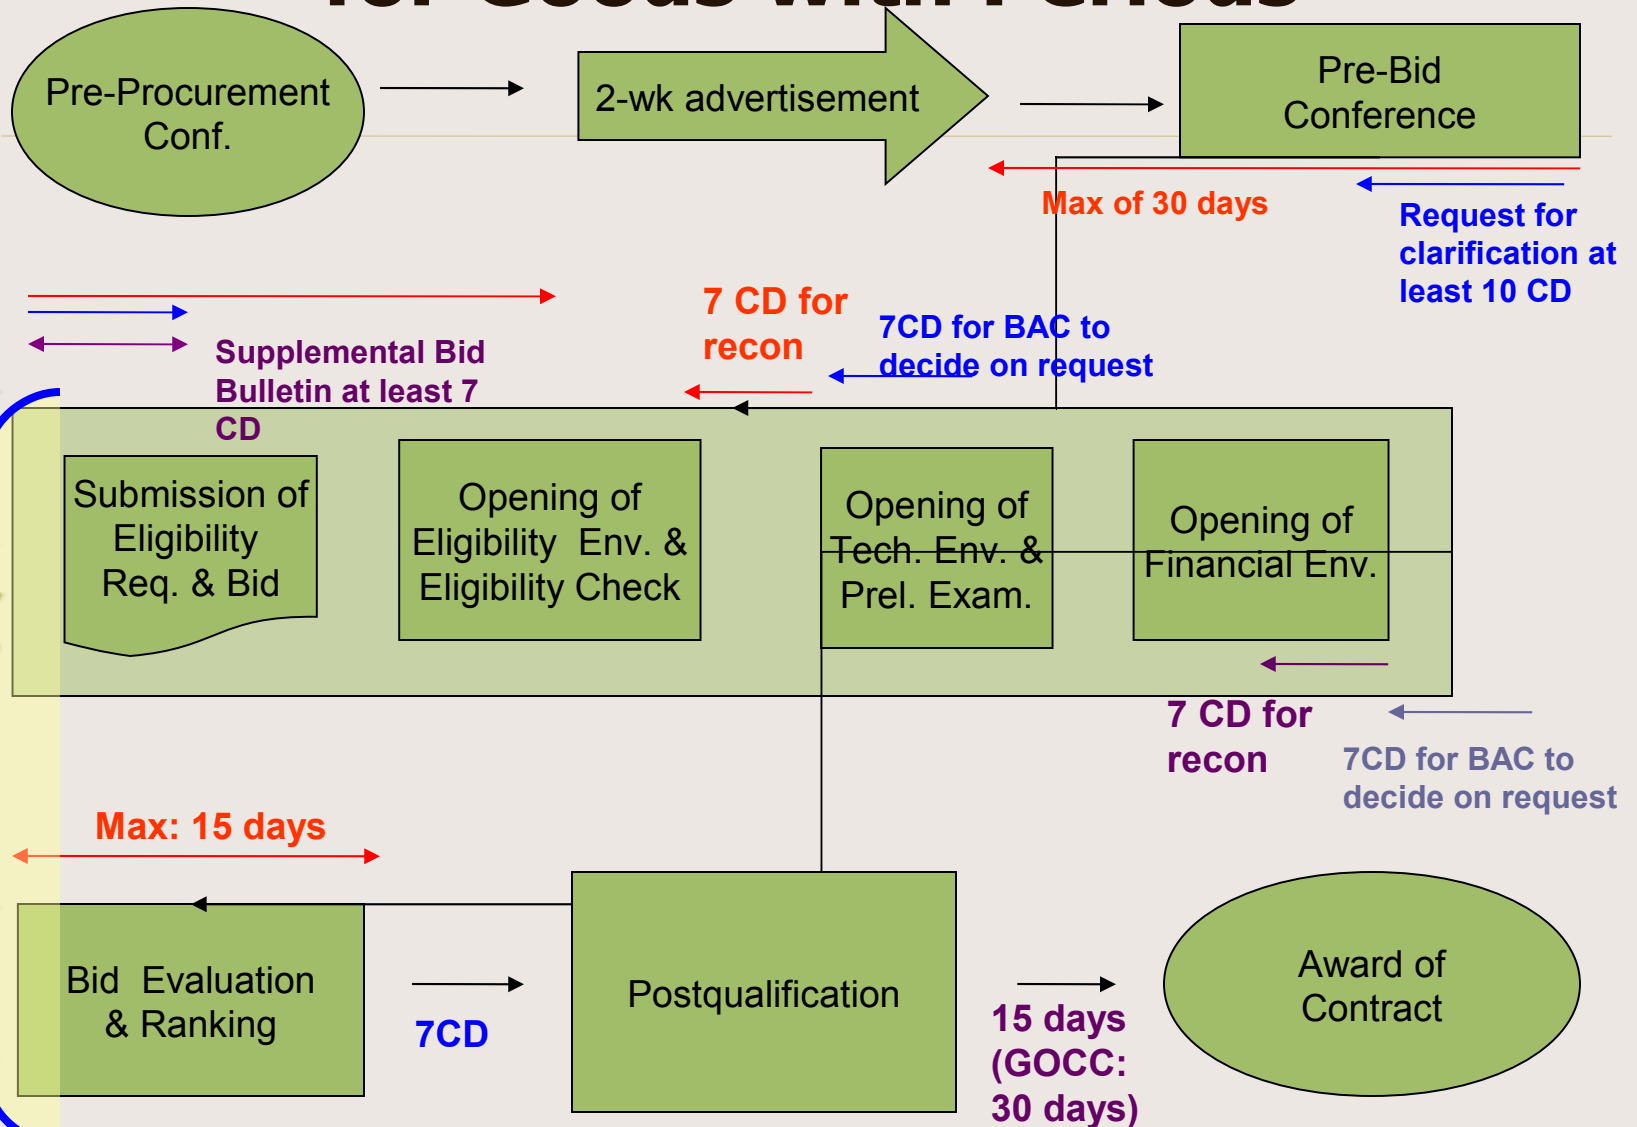 for Goods with Periods
Pre-Procurement
Conf.
2-wk advertisement
Pre-Bid
Conference
Max of 30 days
Request for
clarification at
least 10 CD
Supplemental Bid
Bulletin at least 7
CD
7 CD for
recon
7CD for BAC to
decide on request
Submission of
Eligibility
Req. & Bid
Opening of
Eligibility Env. &
Eligibility Check
Opening of
Tech. Env. &
Prel. Exam.
Opening of
Financial Env.
7 CD for
recon
7CD for BAC to
decide on request
Max: 15 days
Bid Evaluation
& Ranking
7CD
Postqualification
15 days
(GOCC:
30 days)
Award of
Contract